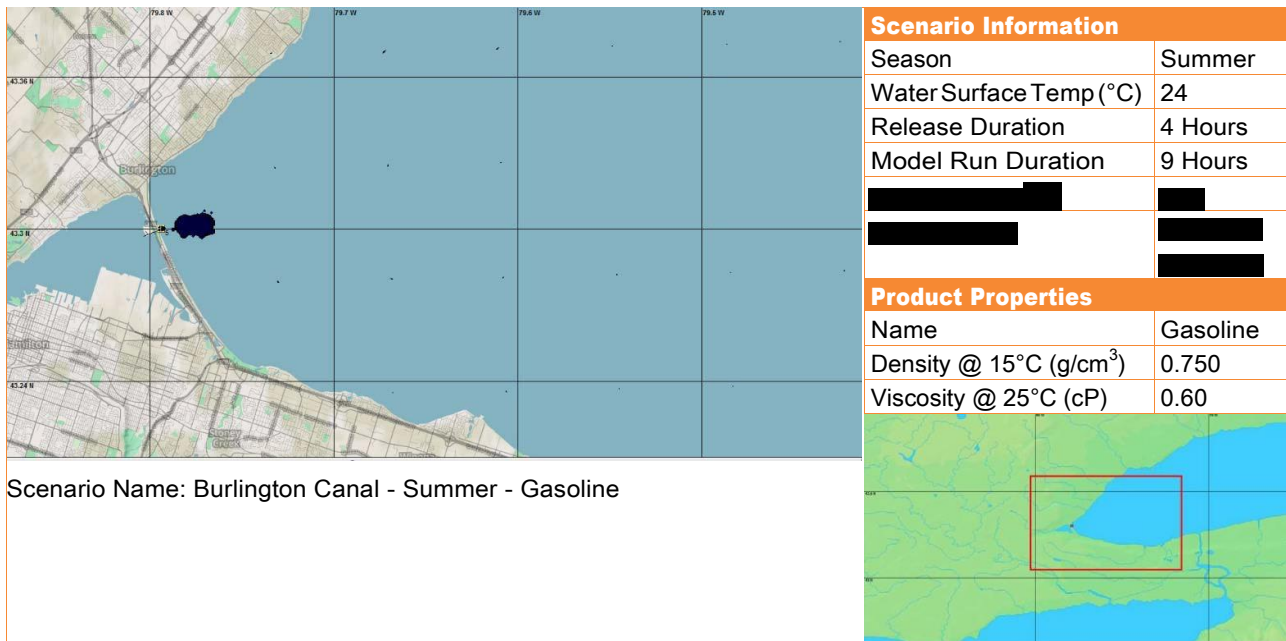 79.8 W
79.7 W
79.6 W
79.5 W
43.36 N
Burlington
43.3 N
Hamilton
43.24 N
Stoney
Creek
Scenario Name: Burlington Canal - Summer - Gasoline
Scenario Information
Season Summer
Water Surface Temp (°C) 24
Release Duration 4 Hours
Model Run Duration 9 Hours
Product Properties
Name Gasoline
Density @ 15°C (g/cm³) 0.750
Viscosity @ 25°C (cP) 0.60